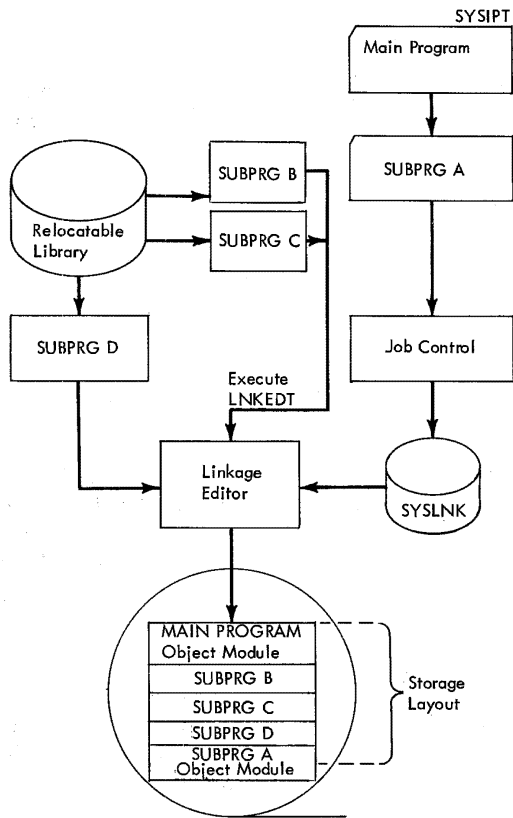 SYSIPT
Main Program
SUBPRG A
SUBPRG B
SUBPRG C
Relocatable
Library
SUBPRG D
Job Control
Execute
LNKEDT
Linkage
Editor
SYSLNK
MAIN PROGRAM
Object Module
SUBPRG B
SUBPRG C
SUBPRG D
SUBPRG A
Object Module
Storage
Layout